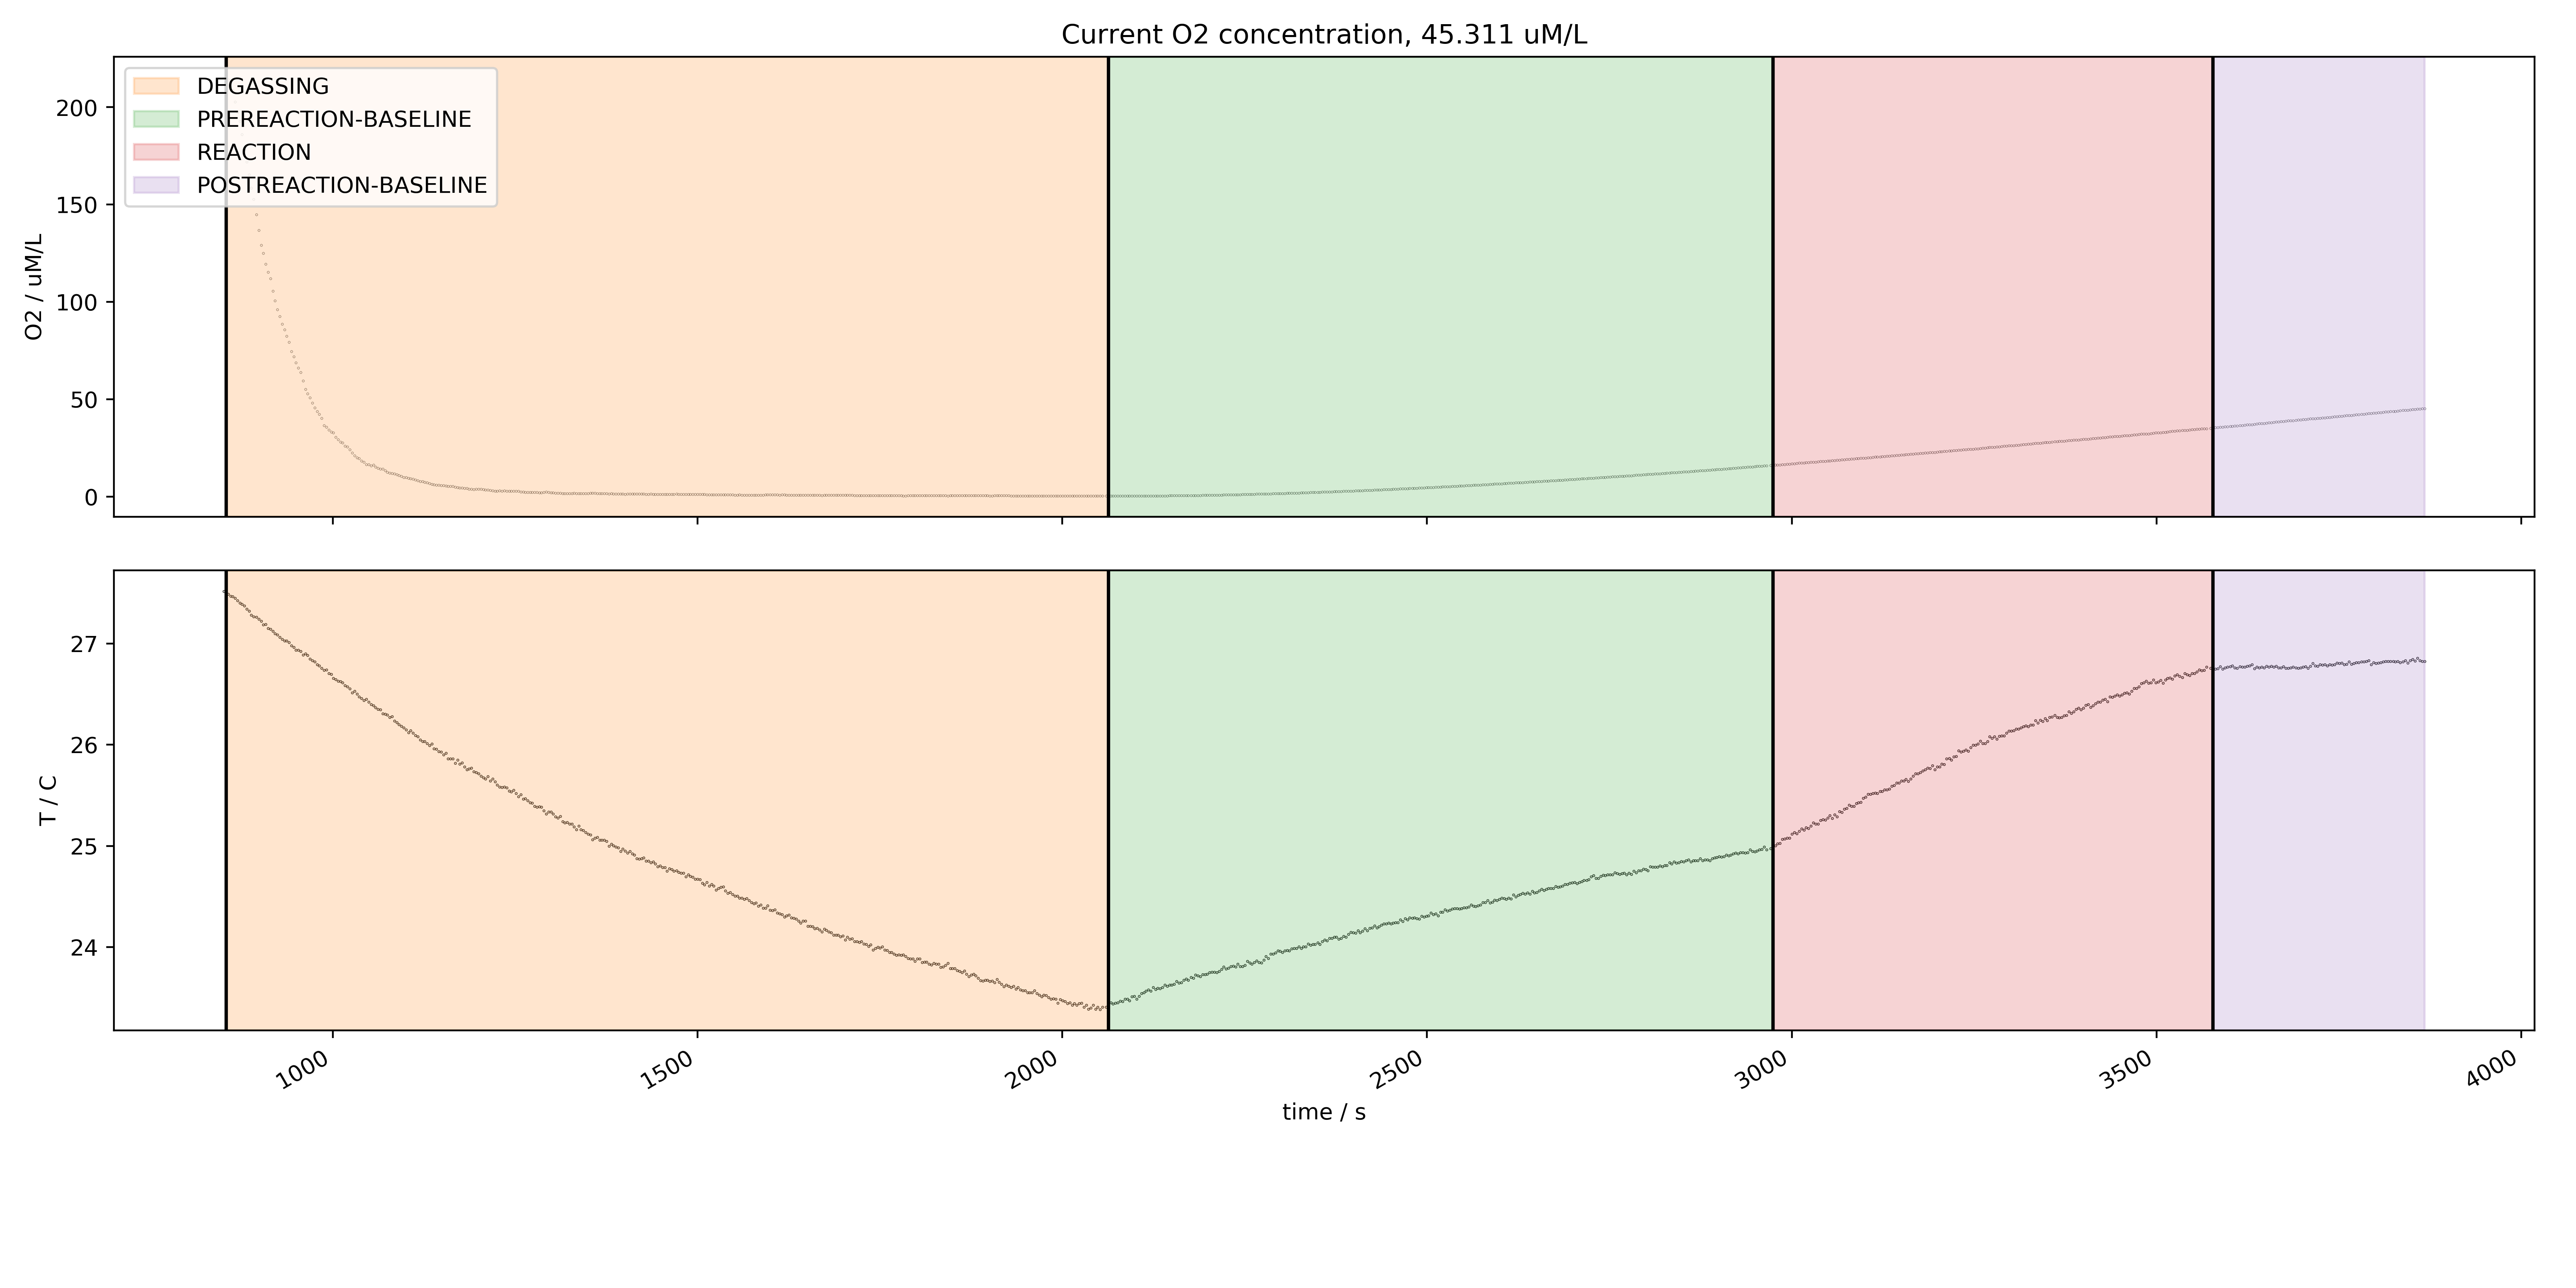 Current O2 concentration, 45.311 uM/L
DEGASSING
PREREACTION-BASELINE
REACTION
POSTREACTION-BASELINE
O2 / uM/L
200
150
100
50
0
T / C
27
26
25
24
1000 1500 2000 2500 3000 3500 4000
time / s